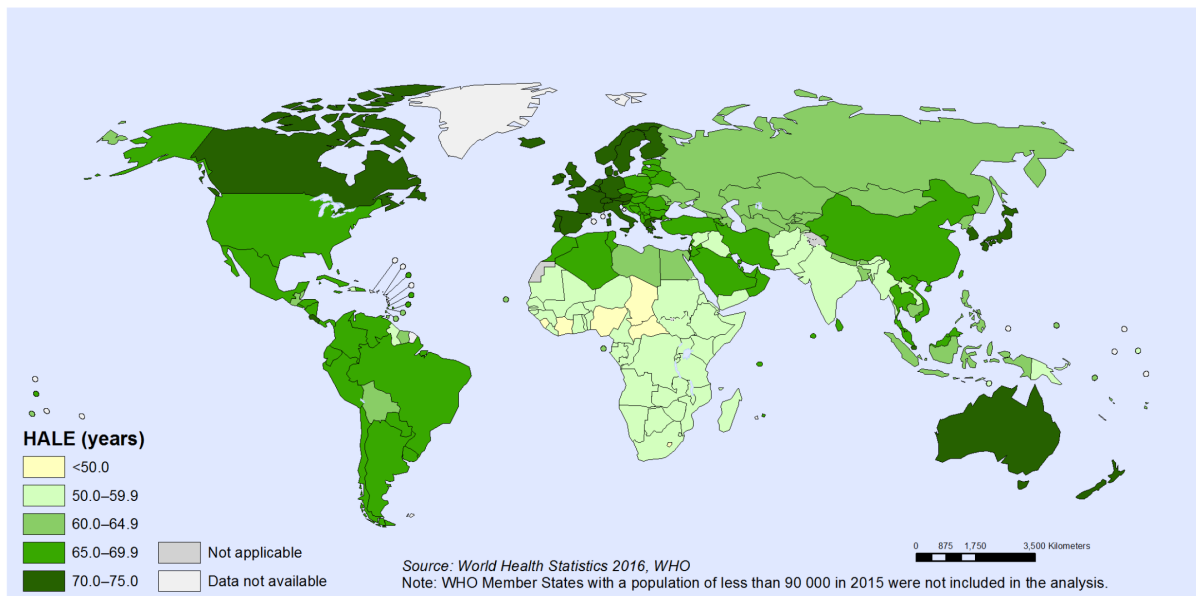 HALE (years)
<50.0
50.0–59.9
60.0–64.9
65.0–69.9
70.0–75.0
Not applicable
Data not available
Source: World Health Statistics 2016, WHO
Note: WHO Member States with a population of less than 90 000 in 2015 were not included in the analysis.
0 875 1,750 3,500 Kilometers